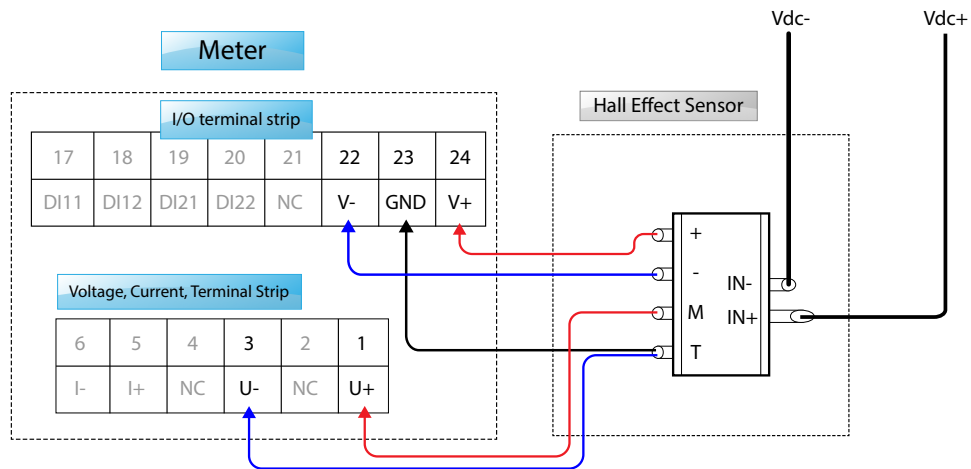 Vdc- Vdc+
Meter
I/O terminal strip
Hall Effect Sensor
17 18 19 20 21 22 23 24
DI11 DI12 DI21 DI22 NC V- GND V+
+
-
IN-
M IN+
T
Voltage, Current, Terminal Strip
6 5 4 3 2 1
I- I+ NC U- NC U+